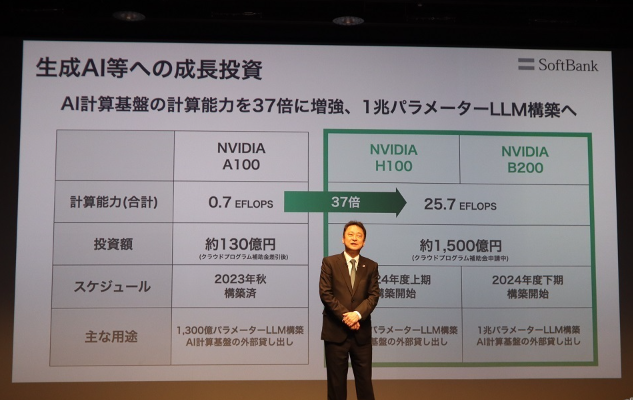 生成AI等への成長投資
SoftBank
AI計算基盤の計算能力を37倍に増強、1兆パラメーターLLM構築へ
NVIDIA
A100
NVIDIA
H100
NVIDIA
B200
計算能力(合計)
0.7 EFLOPS
37倍
25.7 EFLOPS
投資額
約130億円
(クラウドプログラム補助金差引後)
約1,500億円
(クラウドプログラム補助金申請中)
スケジュール
2023年秋
構築済
24年度上期
構築開始
2024年度下期
構築開始
主な用途
1,300億パラメーターLLM構築
AI計算基盤の外部貸し出し
パラメーターLLM構築
基盤の外部貸し出し
1兆パラメーターLLM構築
AI計算基盤の外部貸し出し